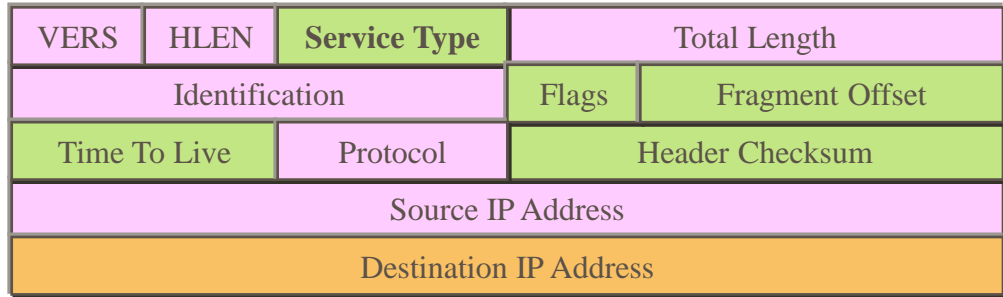 VERS HLEN Service Type Total Length
Identification Flags Fragment Offset
Time To Live Protocol Header Checksum
Source IP Address
Destination IP Address